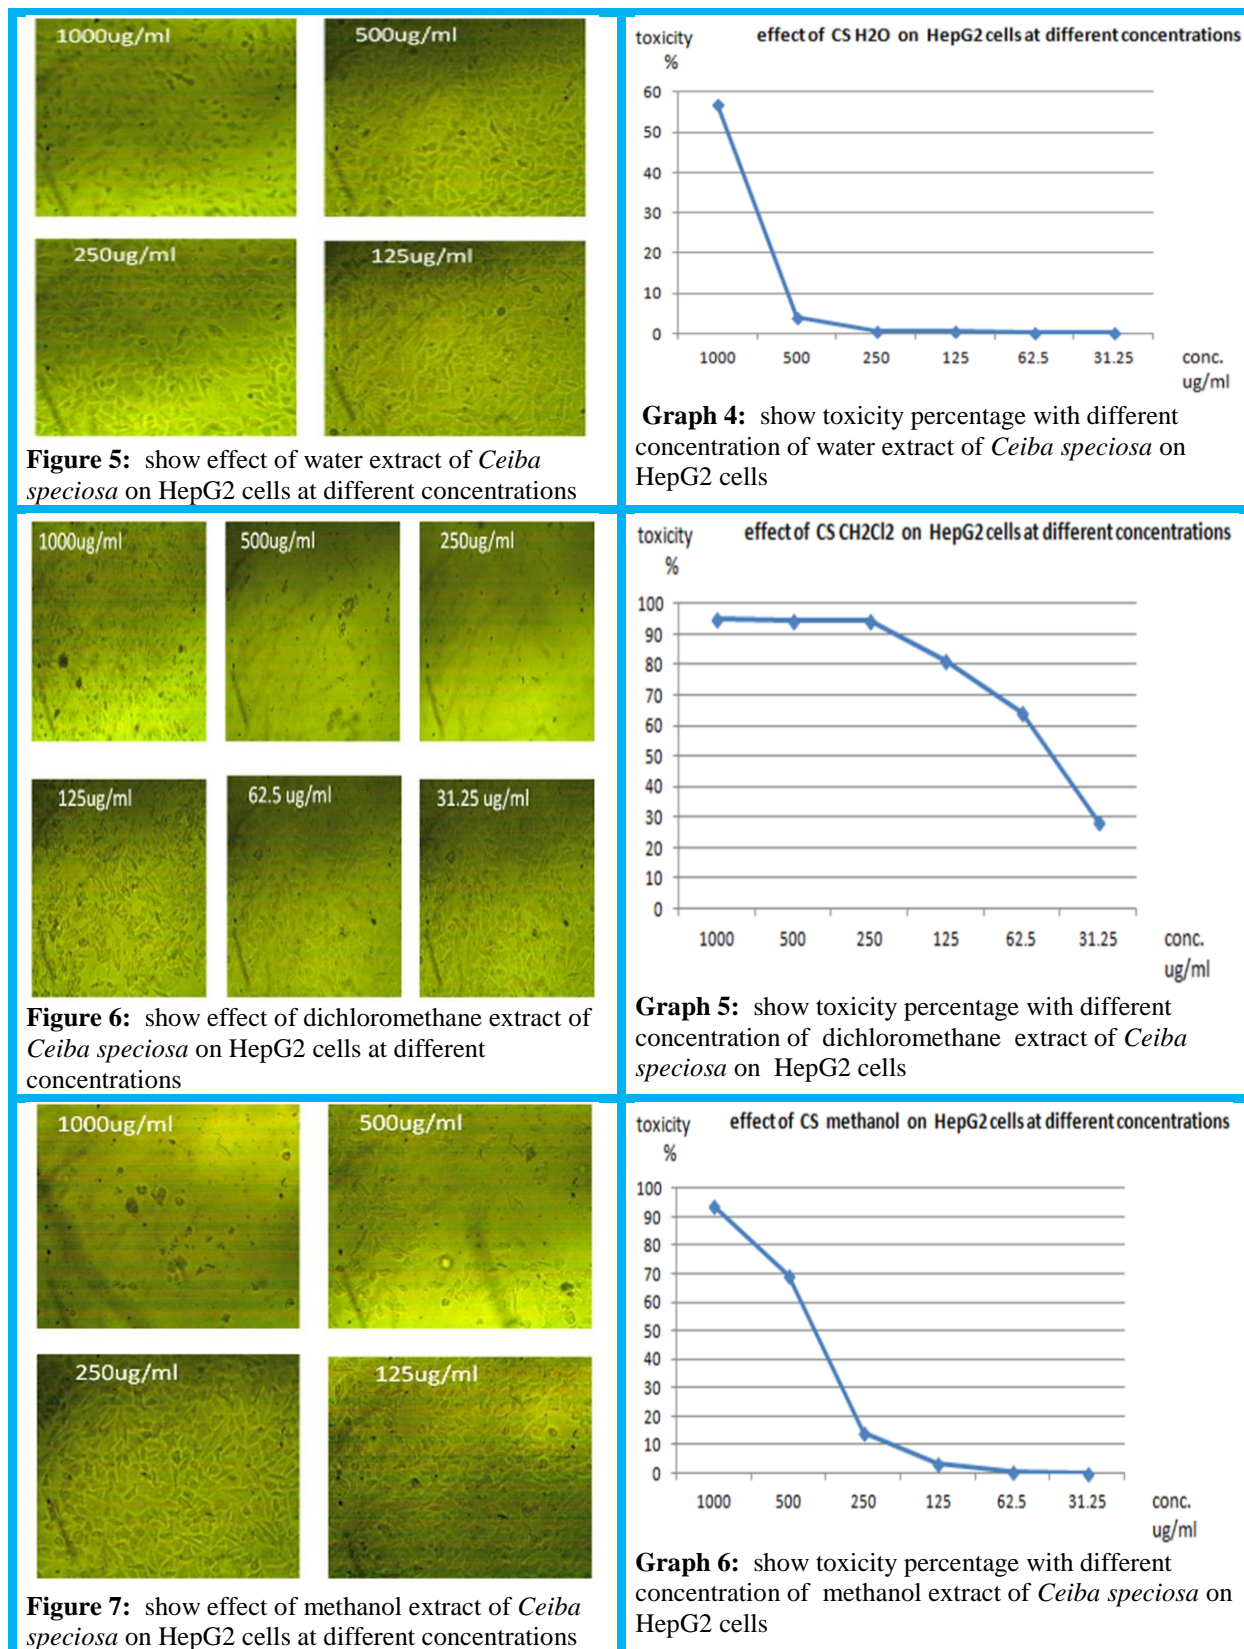 1000ug/ml
500ug/ml
250ug/ml
125ug/ml
Figure 5: show effect of water extract of Ceiba
speciosa on HepG2 cells at different concentrations
toxicity
%
effect of CS H2O on HepG2 cells at different concentrations
60
50
40
30
20
10
0
1000 500 250 125 62.5 31.25
conc.
ug/ml
Graph 4: show toxicity percentage with different
concentration of water extract of Ceiba speciosa on
HepG2 cells
1000ug/ml
500ug/ml
250ug/ml
125ug/ml
62.5 ug/ml
31.25 ug/ml
Figure 6: show effect of dichloromethane extract of
Ceiba speciosa on HepG2 cells at different
concentrations
toxicity
%
effect of CS CH2Cl2 on HepG2 cells at different concentrations
100
90
80
70
60
50
40
30
20
10
0
1000 500 250 125 62.5 31.25
conc.
ug/ml
Graph 5: show toxicity percentage with different
concentration of dichloromethane extract of Ceiba
speciosa on HepG2 cells
1000ug/ml
500ug/ml
250ug/ml
125ug/ml
Figure 7: show effect of methanol extract of Ceiba
speciosa on HepG2 cells at different concentrations
toxicity
%
effect of CS methanol on HepG2 cells at different concentrations
100
90
80
70
60
50
40
30
20
10
0
1000 500 250 125 62.5 31.25
conc.
ug/ml
Graph 6: show toxicity percentage with different
concentration of methanol extract of Ceiba speciosa on
HepG2 cells